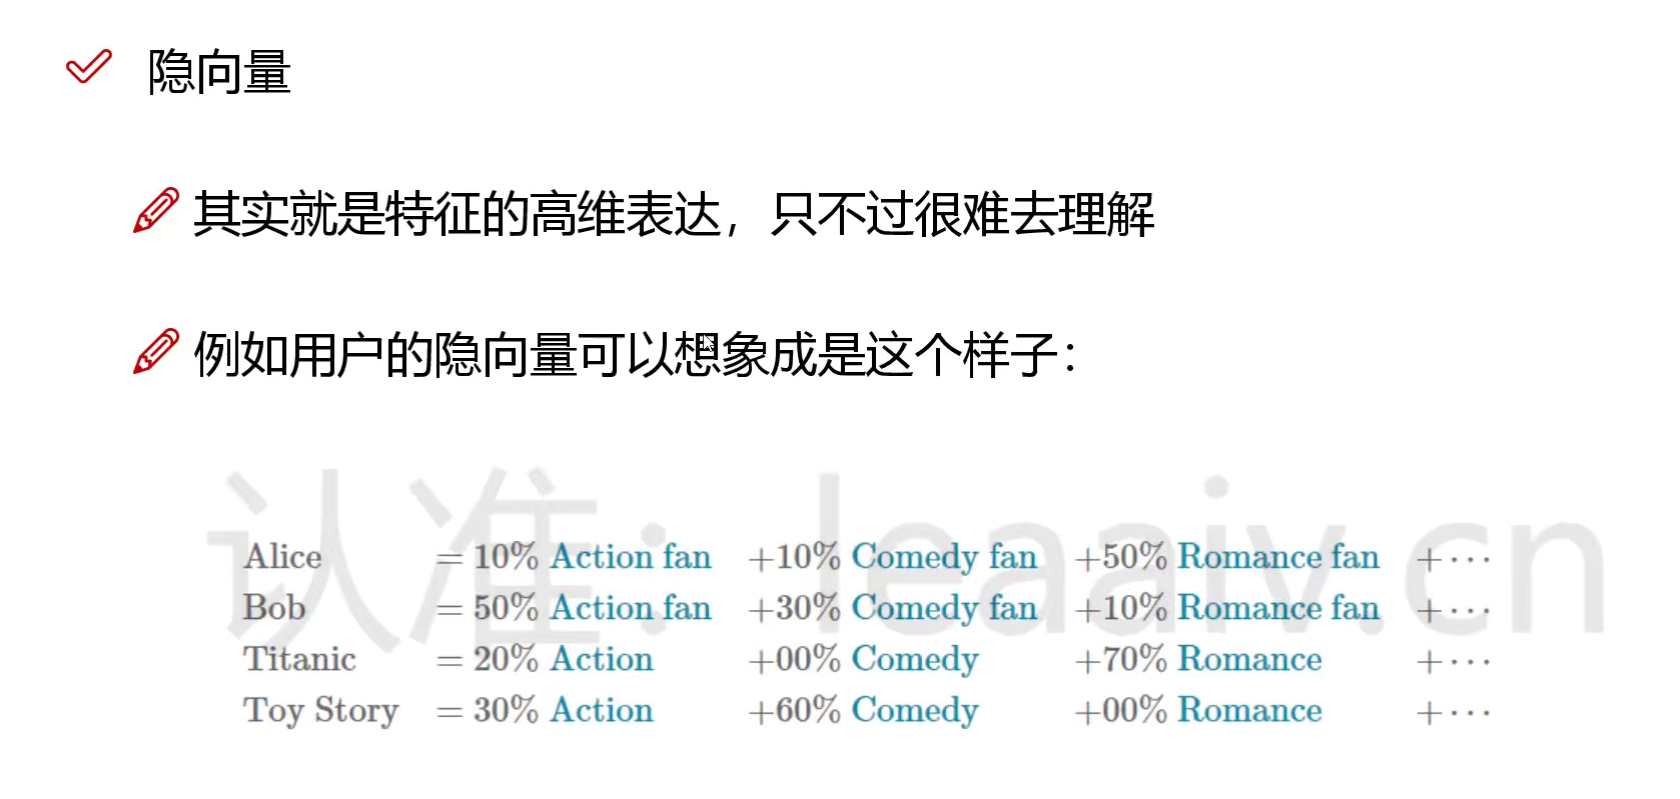 隐向量
其实就是特征的高维表达，只不过很难去理解
例如用户的隐向量可以想象成是这个样子：
认准：leaaiv.cn
Alice = 10% Action fan +10% Comedy fan +50% Romance fan +···
Bob = 50% Action fan +30% Comedy fan +10% Romance fan +···
Titanic = 20% Action +00% Comedy +70% Romance +···
Toy Story = 30% Action +60% Comedy +00% Romance +···